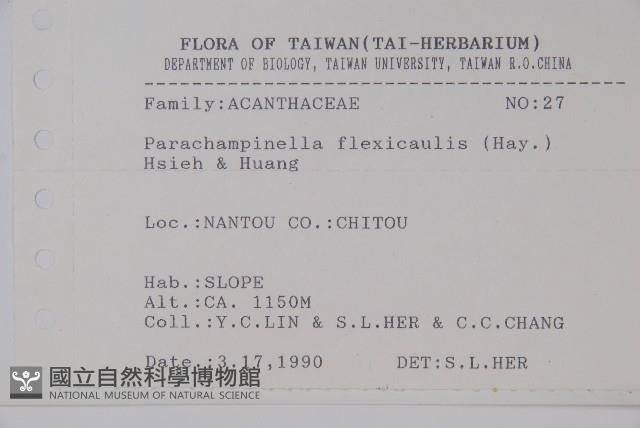 FLORA OF TAIWAN(TAI-HERBARIUM)
DEPARTMENT OF BIOLOGY, TAIWAN UNIVERSITY, TAIWAN R.O.CHINA
Family:ACANTHACEAE NO:27
Parachampinella flexicaulis (Hay.)
Hsieh & Huang
Loc.:NANTOU CO.:CHITOU
Hab.:SLOPE
Alt.:CA. 1150M
Coll.:Y.C.LIN & S.L.HER & C.C.CHANG
Date.:3.17,1990 DET:S.L.HER
國立自然科學博物館
NATIONAL MUSEUM OF NATURAL SCIENCE